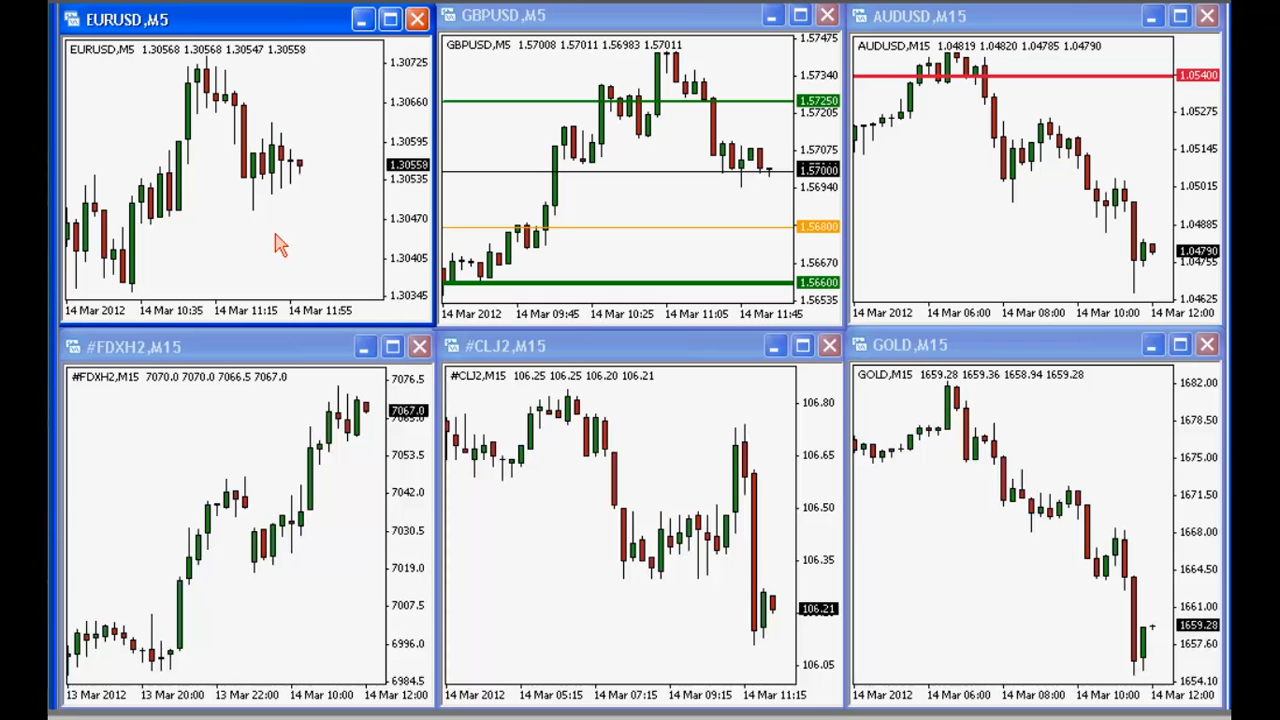 EURUSD,M5
EURUSD,M5 1.30568 1.30568 1.30547 1.30558
1.30725
1.30660
1.30595
1.30558
1.30535
1.30470
1.30405
1.30345
14 Mar 2012 14 Mar 10:35 14 Mar 11:15 14 Mar 11:55
GBPUSD,M5
GBPUSD,M5 1.57008 1.57011 1.56983 1.57011
1.57475
1.57340
1.57250
1.57205
1.57075
1.57000
1.56940
1.56800
1.56670
1.56600
1.56535
14 Mar 2012 14 Mar 09:45 14 Mar 10:25 14 Mar 11:05 14 Mar 11:45
AUDUSD,M15
AUDUSD,M15 1.04819 1.04820 1.04785 1.04790
1.05400
1.05275
1.05145
1.05015
1.04885
1.04790
1.04755
1.04625
14 Mar 2012 14 Mar 06:00 14 Mar 08:00 14 Mar 10:00 14 Mar 12:00
#FDXH2,M15
#FDXH2,M15 7070.0 7070.0 7066.5 7067.0
7076.5
7067.0
7065.0
7053.5
7042.0
7030.5
7019.0
7007.5
6996.0
6984.5
13 Mar 2012 13 Mar 20:00 13 Mar 22:00 14 Mar 10:00 14 Mar 12:00
#CLJ2,M15
#CLJ2,M15 106.25 106.25 106.20 106.21
106.80
106.65
106.50
106.35
106.21
106.05
14 Mar 2012 14 Mar 05:15 14 Mar 07:15 14 Mar 09:15 14 Mar 11:15
GOLD,M15
GOLD,M15 1659.28 1659.36 1658.94 1659.28
1682.00
1678.50
1675.00
1671.50
1668.00
1664.50
1661.00
1659.28
1657.60
1654.10
14 Mar 2012 14 Mar 06:00 14 Mar 08:00 14 Mar 10:00 14 Mar 12:00